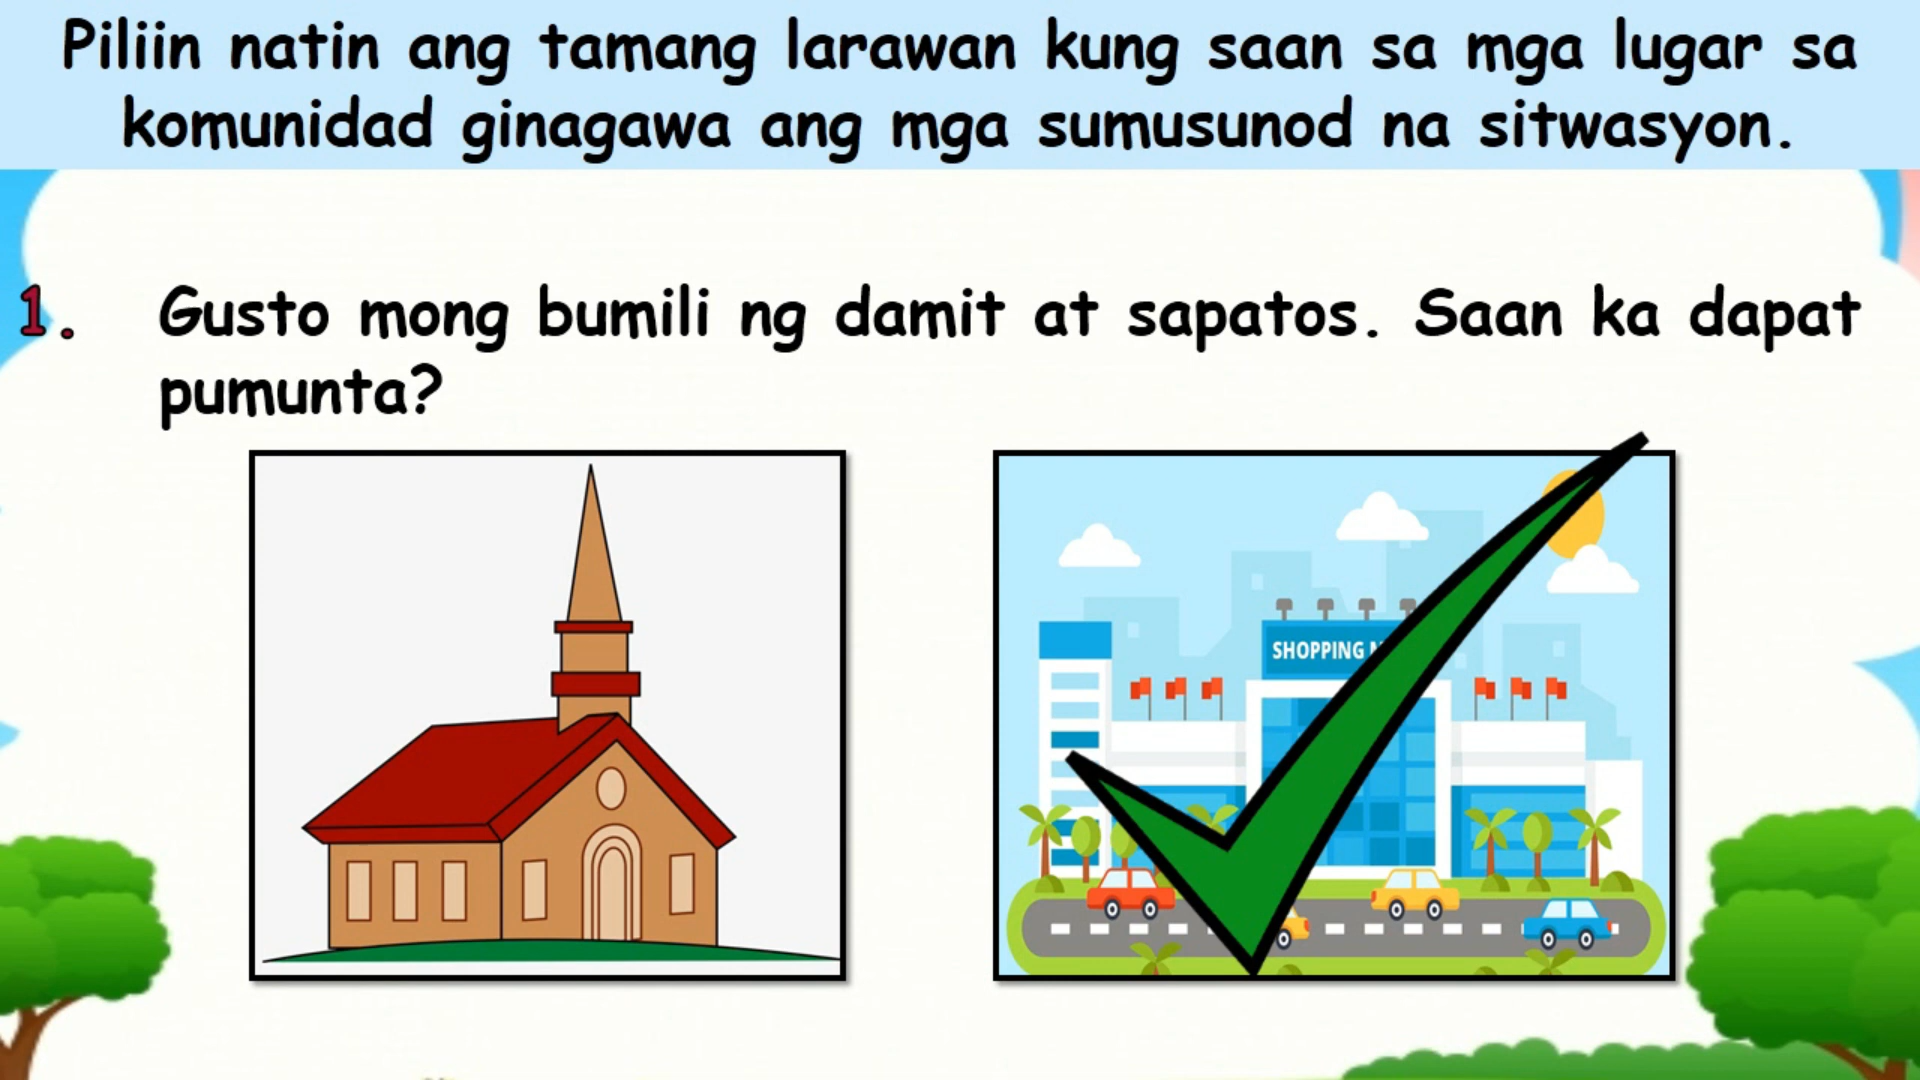 Piliin natin ang tamang larawan kung saan sa mga lugar sa
komunidad ginagawa ang mga sumusunod na sitwasyon.
1. Gusto mong bumili ng damit at sapatos. Saan ka dapat
pumunta?
SHOPPING